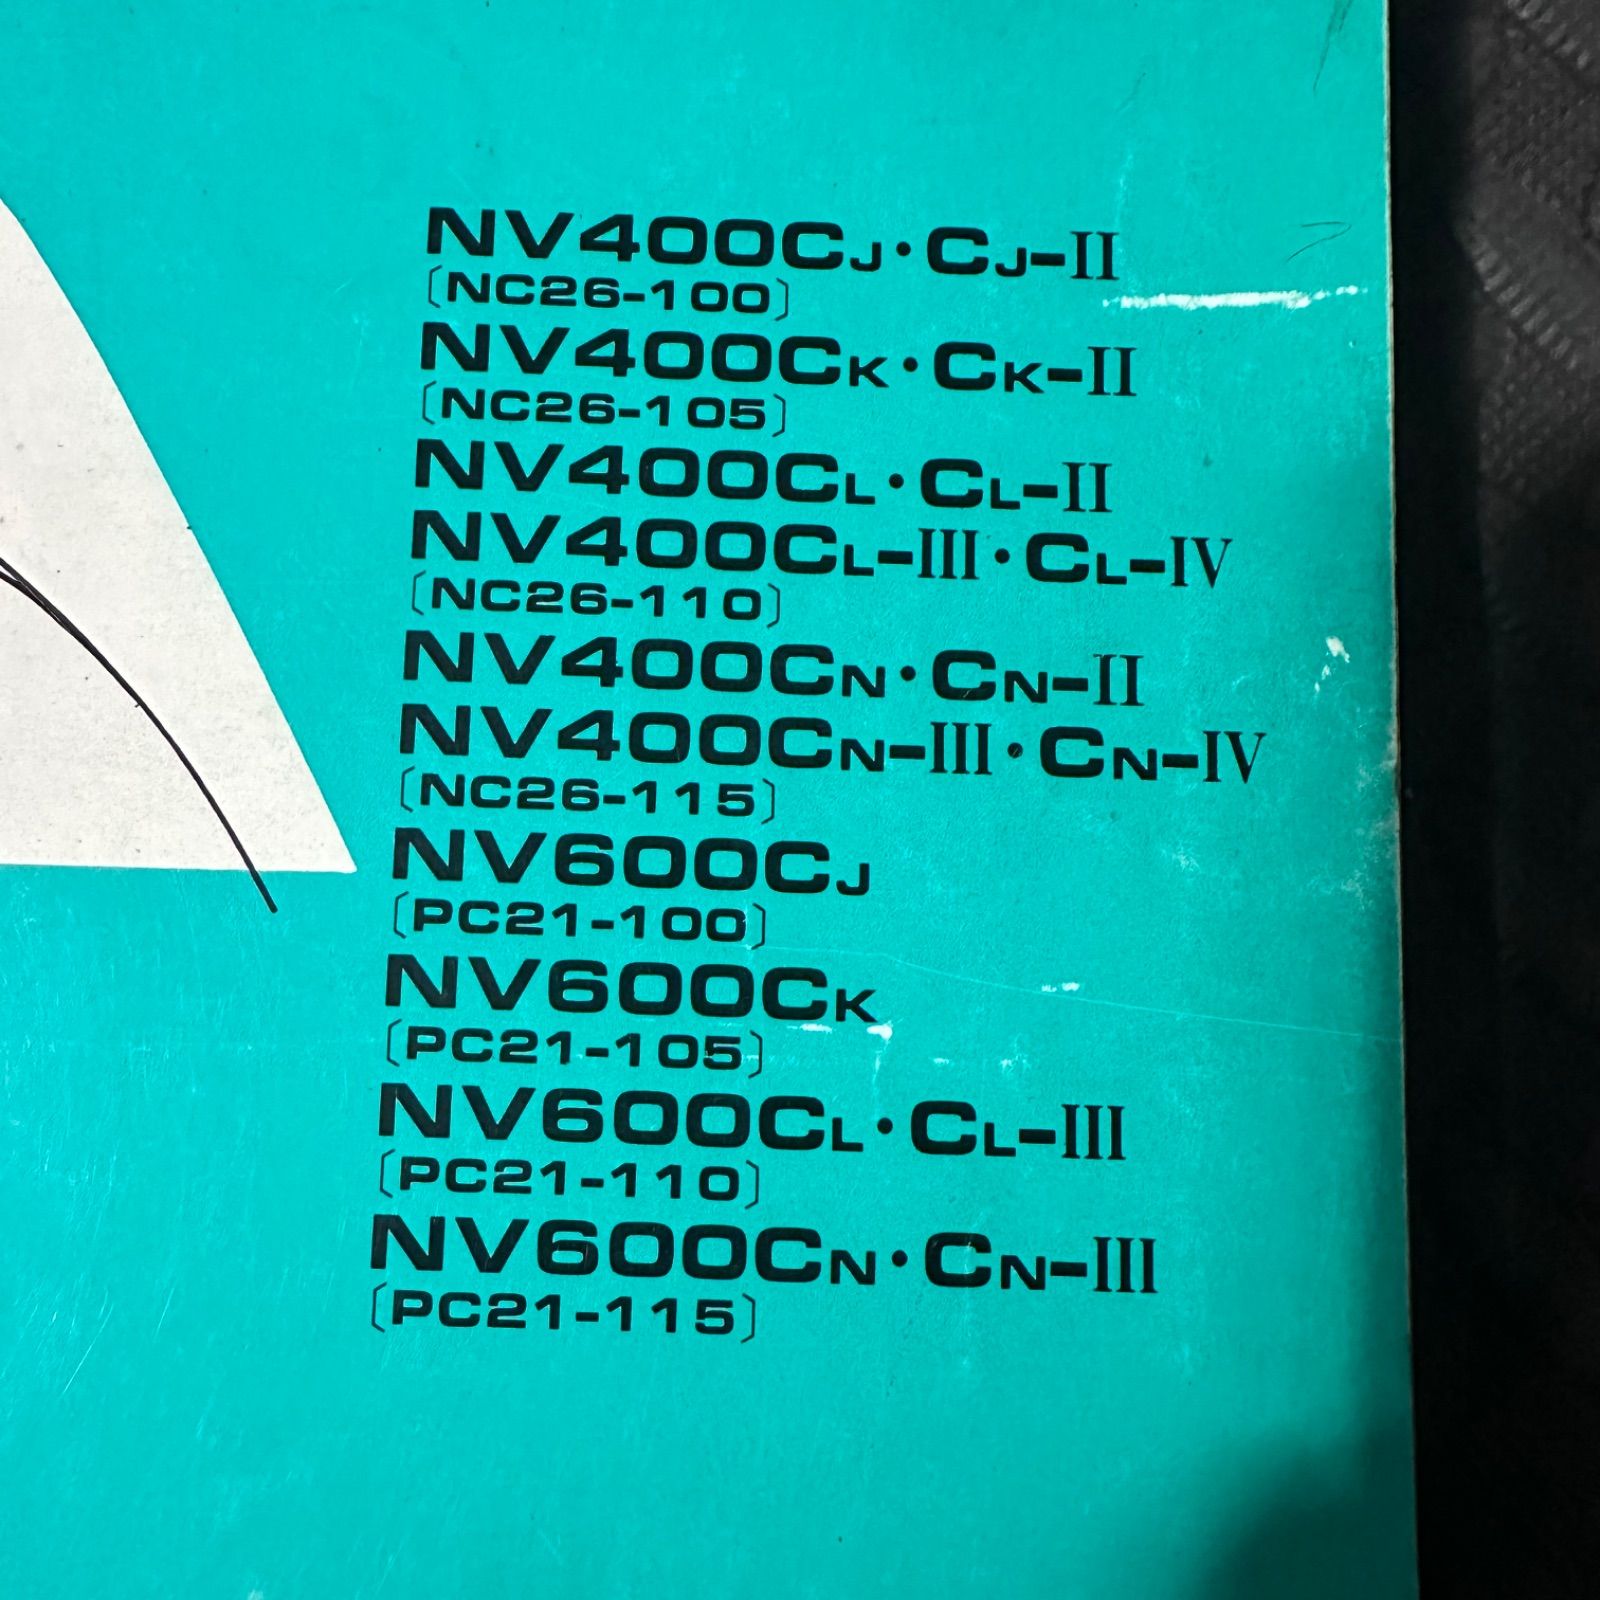 NV400CJ・CJ-II
〔NC26-100〕
NV400CK・CK-II
〔NC26-105〕
NV400CL・CL-II
NV400CL-III・CL-IV
〔NC26-110〕
NV400CN・CN-II
NV400CN-III・CN-IV
〔NC26-115〕
NV600CJ
〔PC21-100〕
NV600CK
〔PC21-105〕
NV600CL・CL-III
〔PC21-110〕
NV600CN・CN-III
〔PC21-115〕